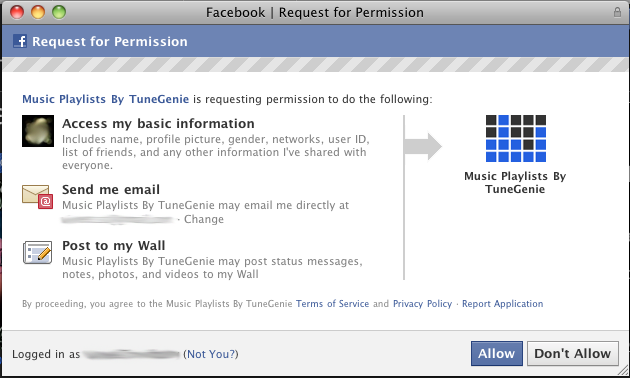 Facebook | Request for Permission
f Request for Permission
Music Playlists By TuneGenie is requesting permission to do the following:
Access my basic information
Includes name, profile picture, gender, networks, user ID,
list of friends, and any other information I've shared with
everyone.
Send me email
Music Playlists By TuneGenie may email me directly at
· Change
Post to my Wall
Music Playlists By TuneGenie may post status messages,
notes, photos, and videos to my Wall
Music Playlists By
TuneGenie
By proceeding, you agree to the Music Playlists By TuneGenie Terms of Service and Privacy Policy · Report Application
Logged in as (Not You?)
Allow
Don't Allow